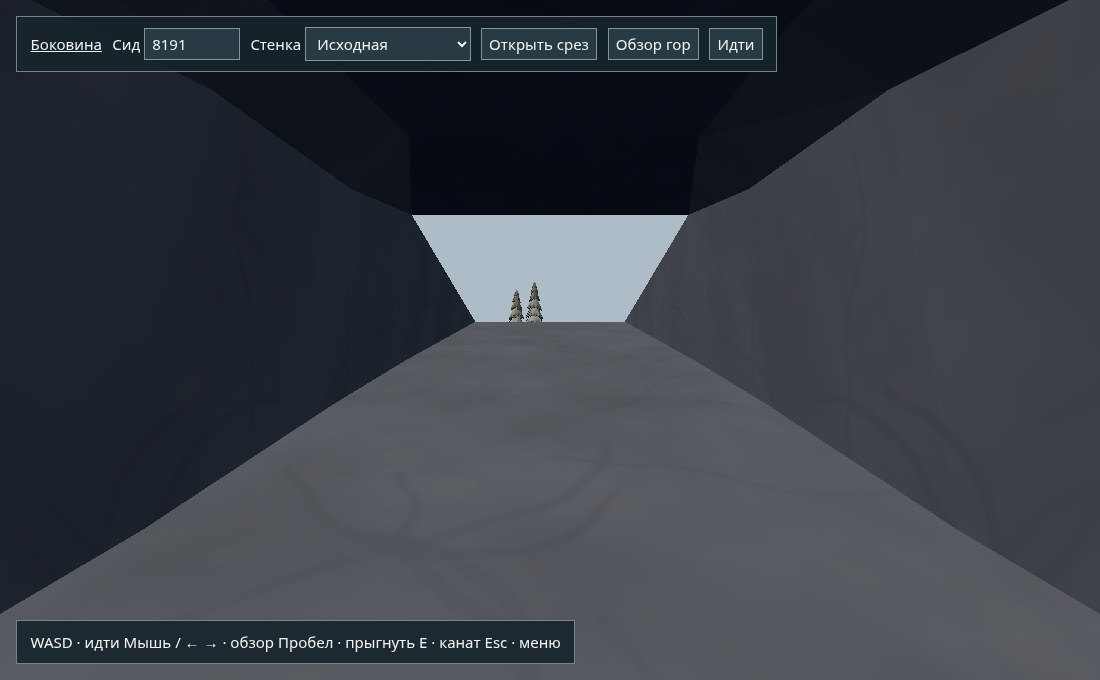 Боковина Сид 8191 Стенка Исходная Открыть срез Обзор гор Идти
WASD · идти Мышь / ← → · обзор Пробел · прыгнуть E · канат Esc · меню